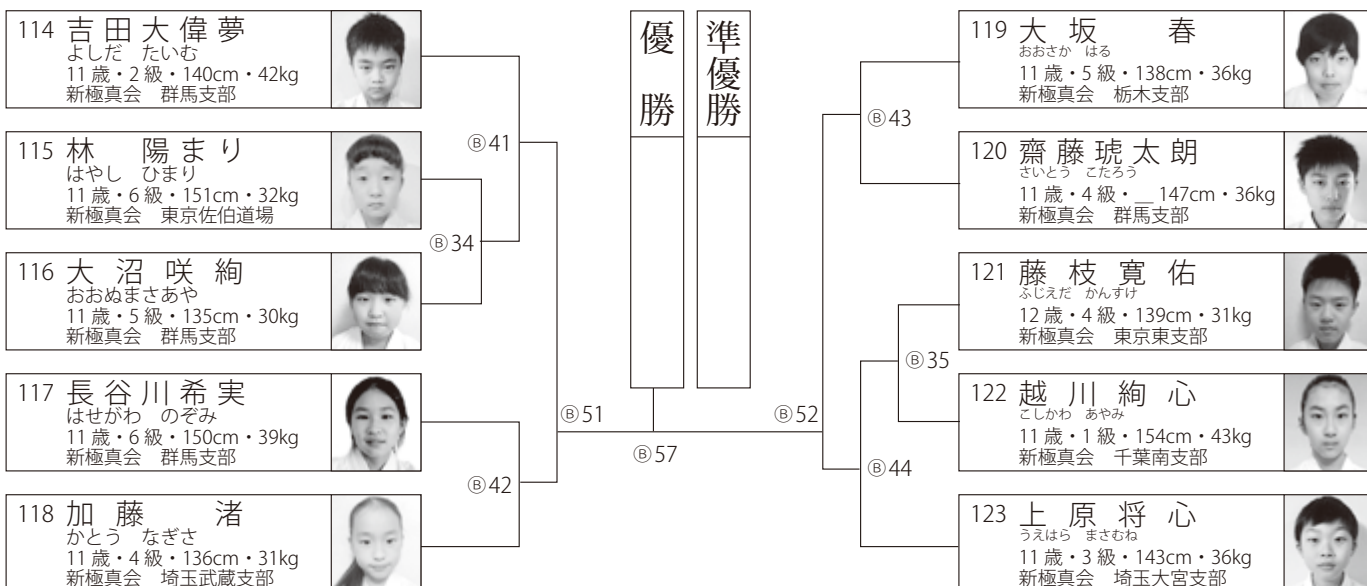 114 吉田大偉夢
よしだ たいむ
11歳・2級・140cm・42kg
新極真会 群馬支部
115 林 陽まり
はやし ひまり
11歳・6級・151cm・32kg
新極真会 東京佐伯道場
116 大沼咲絢
おおぬまさあや
11歳・5級・135cm・30kg
新極真会 群馬支部
117 長谷川希実
はせがわ のぞみ
11歳・6級・150cm・39kg
新極真会 群馬支部
118 加藤 渚
かとう なぎさ
11歳・4級・136cm・31kg
新極真会 埼玉武蔵支部
Ⓑ41
Ⓑ34
Ⓑ42
Ⓑ51
優勝
準優勝
Ⓑ57
Ⓑ52
Ⓑ43
Ⓑ35
Ⓑ44
119 大坂 春
おおさか はる
11歳・5級・138cm・36kg
新極真会 栃木支部
120 齋藤琥太朗
さいとう こたろう
11歳・4級・__ 147cm・36kg
新極真会 群馬支部
121 藤枝寛佑
ふじえだ かんすけ
12歳・4級・139cm・31kg
新極真会 東京東支部
122 越川絢心
こしかわ あやみ
11歳・1級・154cm・43kg
新極真会 千葉南支部
123 上原将心
うえはら まさむね
11歳・3級・143cm・36kg
新極真会 埼玉大宮支部